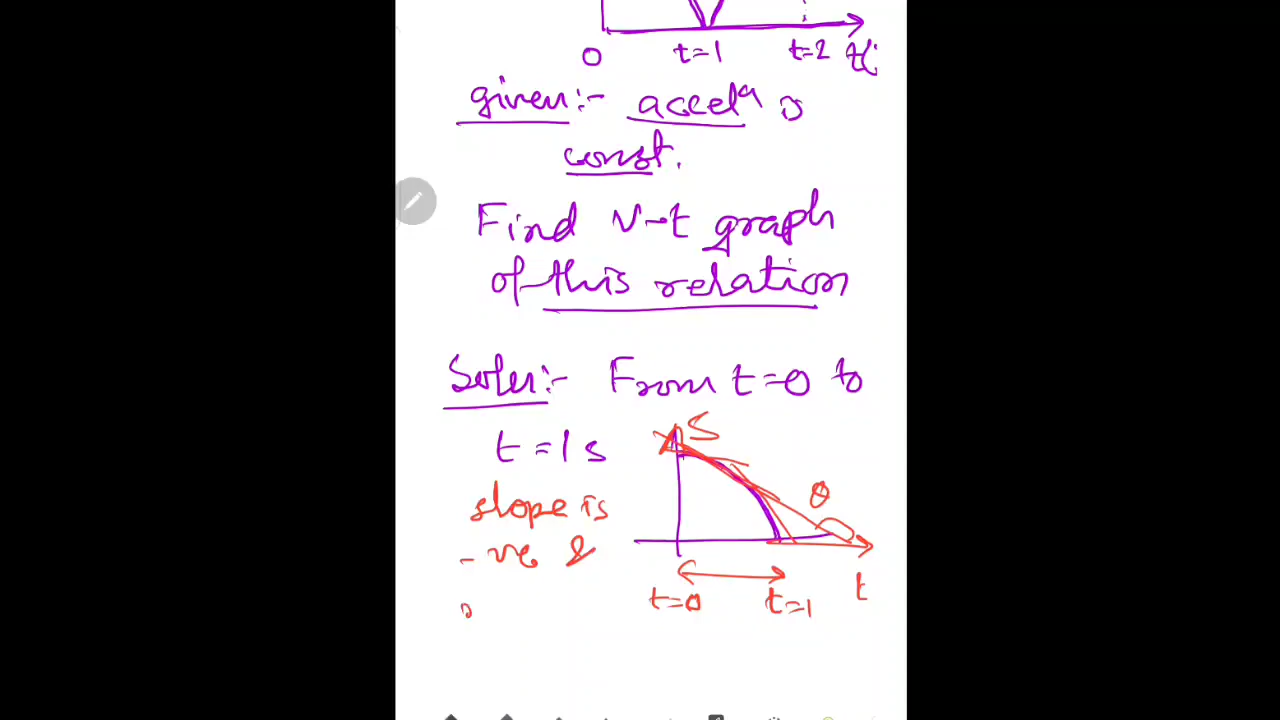 0 t=1 t=2 t(
given:- acceln is
const.
Find v-t graph
of this relation
Soln:- From t=0 to
t=1 s
S
slope is
-ve &
θ
t=0 t=1 t